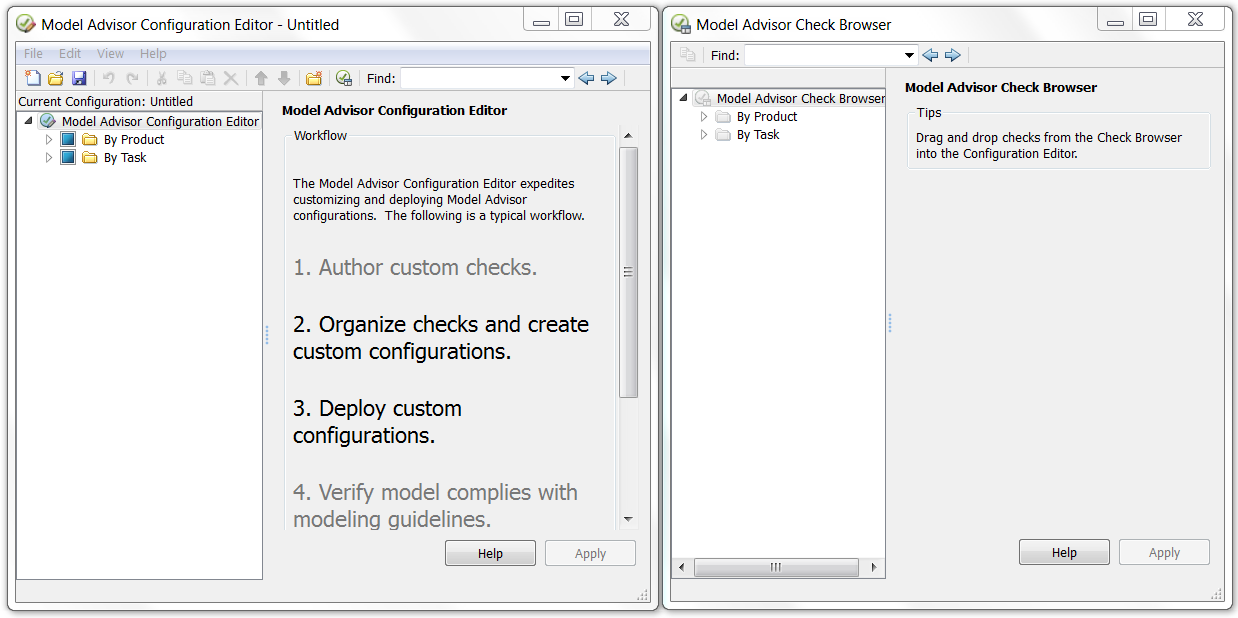 Model Advisor Configuration Editor - Untitled
File Edit View Help
Find:
Current Configuration: Untitled
Model Advisor Configuration Editor
By Product
By Task
Model Advisor Configuration Editor
Workflow
The Model Advisor Configuration Editor expedites
customizing and deploying Model Advisor
configurations.  The following is a typical workflow.
1. Author custom checks.
2. Organize checks and create
custom configurations.
3. Deploy custom
configurations.
4. Verify model complies with
modeling guidelines.
Help Apply
Model Advisor Check Browser
Find:
Model Advisor Check Browser
By Product
By Task
Model Advisor Check Browser
Tips
Drag and drop checks from the Check Browser
into the Configuration Editor.
Help Apply